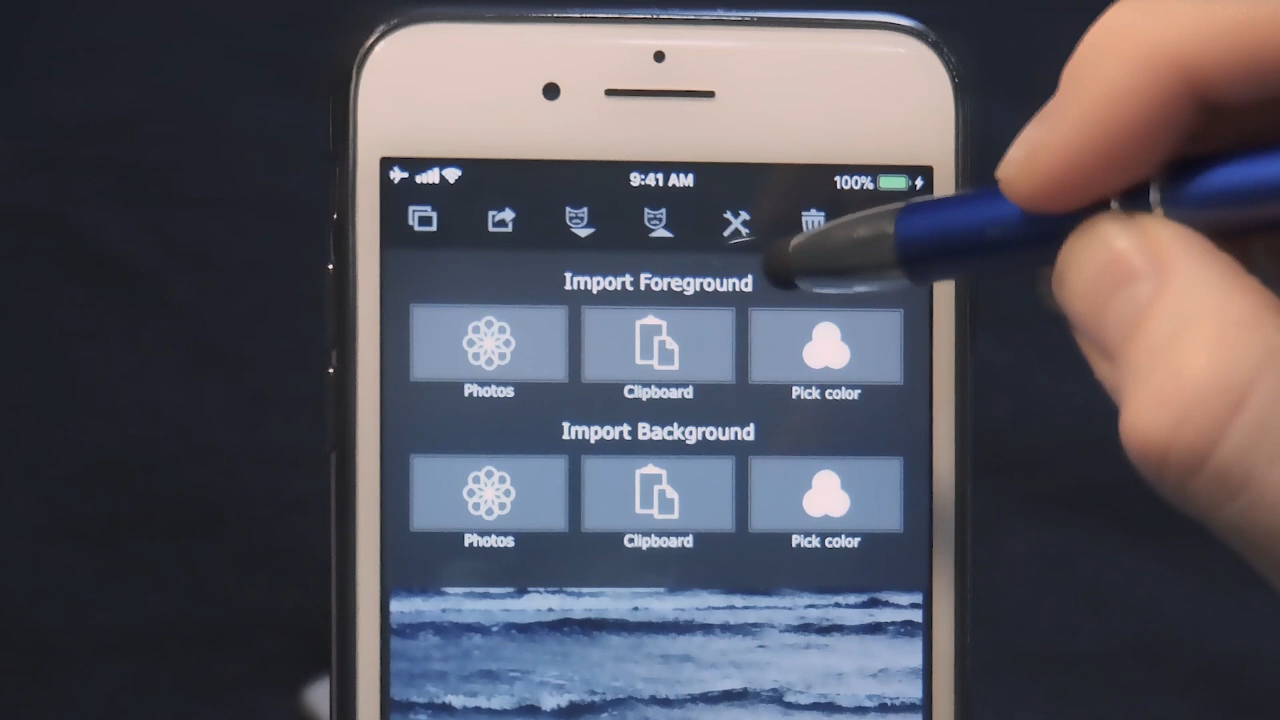 9:41 AM 100%
Import Foreground
Photos Clipboard Pick color
Import Background
Photos Clipboard Pick color